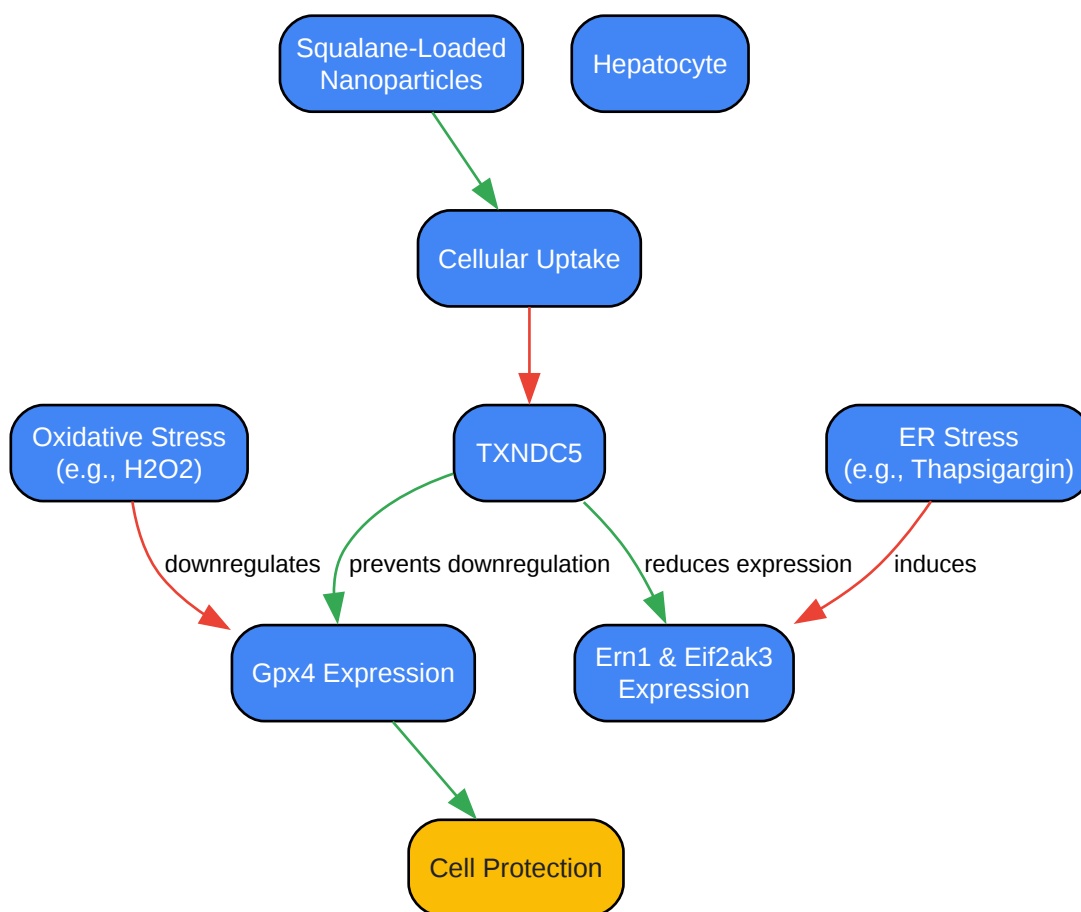 Squalane-Loaded
Nanoparticles
Hepatocyte
Cellular Uptake
Oxidative Stress
(e.g., H2O2)
TXNDC5
ER Stress
(e.g., Thapsigargin)
downregulates
prevents downregulation
reduces expression
induces
Gpx4 Expression
Ern1 & Eif2ak3
Expression
Cell Protection